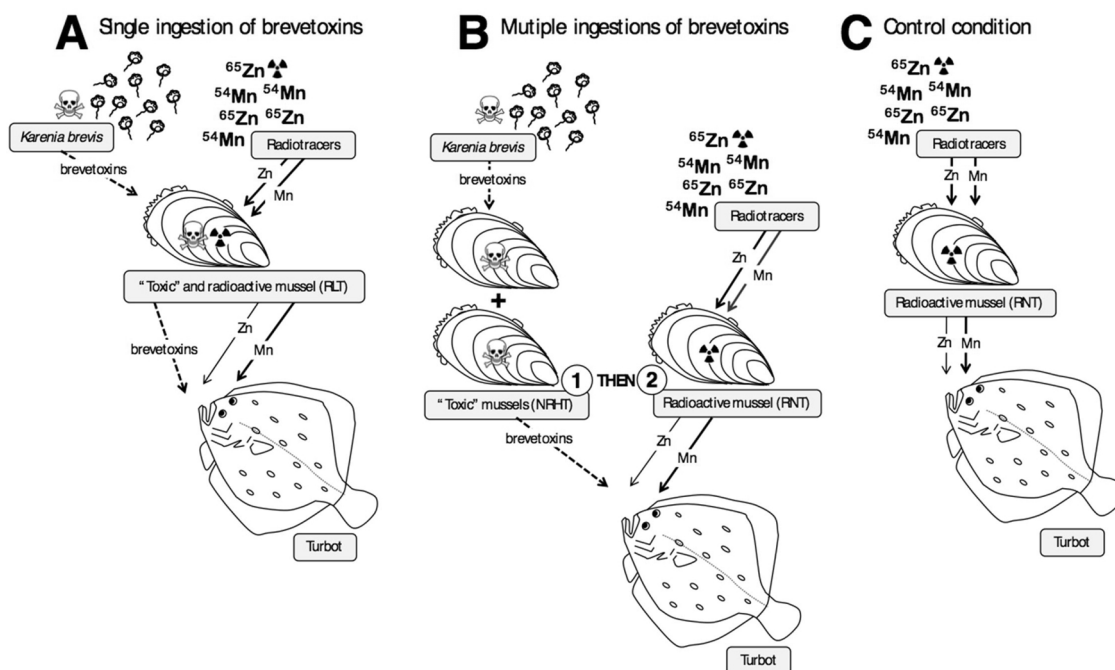 A Single ingestion of brevetoxins
65Zn
54Mn 54Mn
65Zn 65Zn
54Mn
Karenia brevis
Radiotracers
brevetoxins
Zn
Mn
"Toxic" and radioactive mussel (RLT)
brevetoxins
Zn
Mn
Turbot
B Mutiple ingestions of brevetoxins
Karenia brevis
brevetoxins
65Zn
54Mn 54Mn
65Zn 65Zn
54Mn
Radiotracers
Zn
Mn
+
1 THEN 2
"Toxic" mussels (NRHT)
Radioactive mussel (RNT)
brevetoxins
Zn
Mn
Turbot
C Control condition
65Zn
54Mn 54Mn
65Zn 65Zn
54Mn
Radiotracers
Zn Mn
Radioactive mussel (RNT)
Zn Mn
Turbot